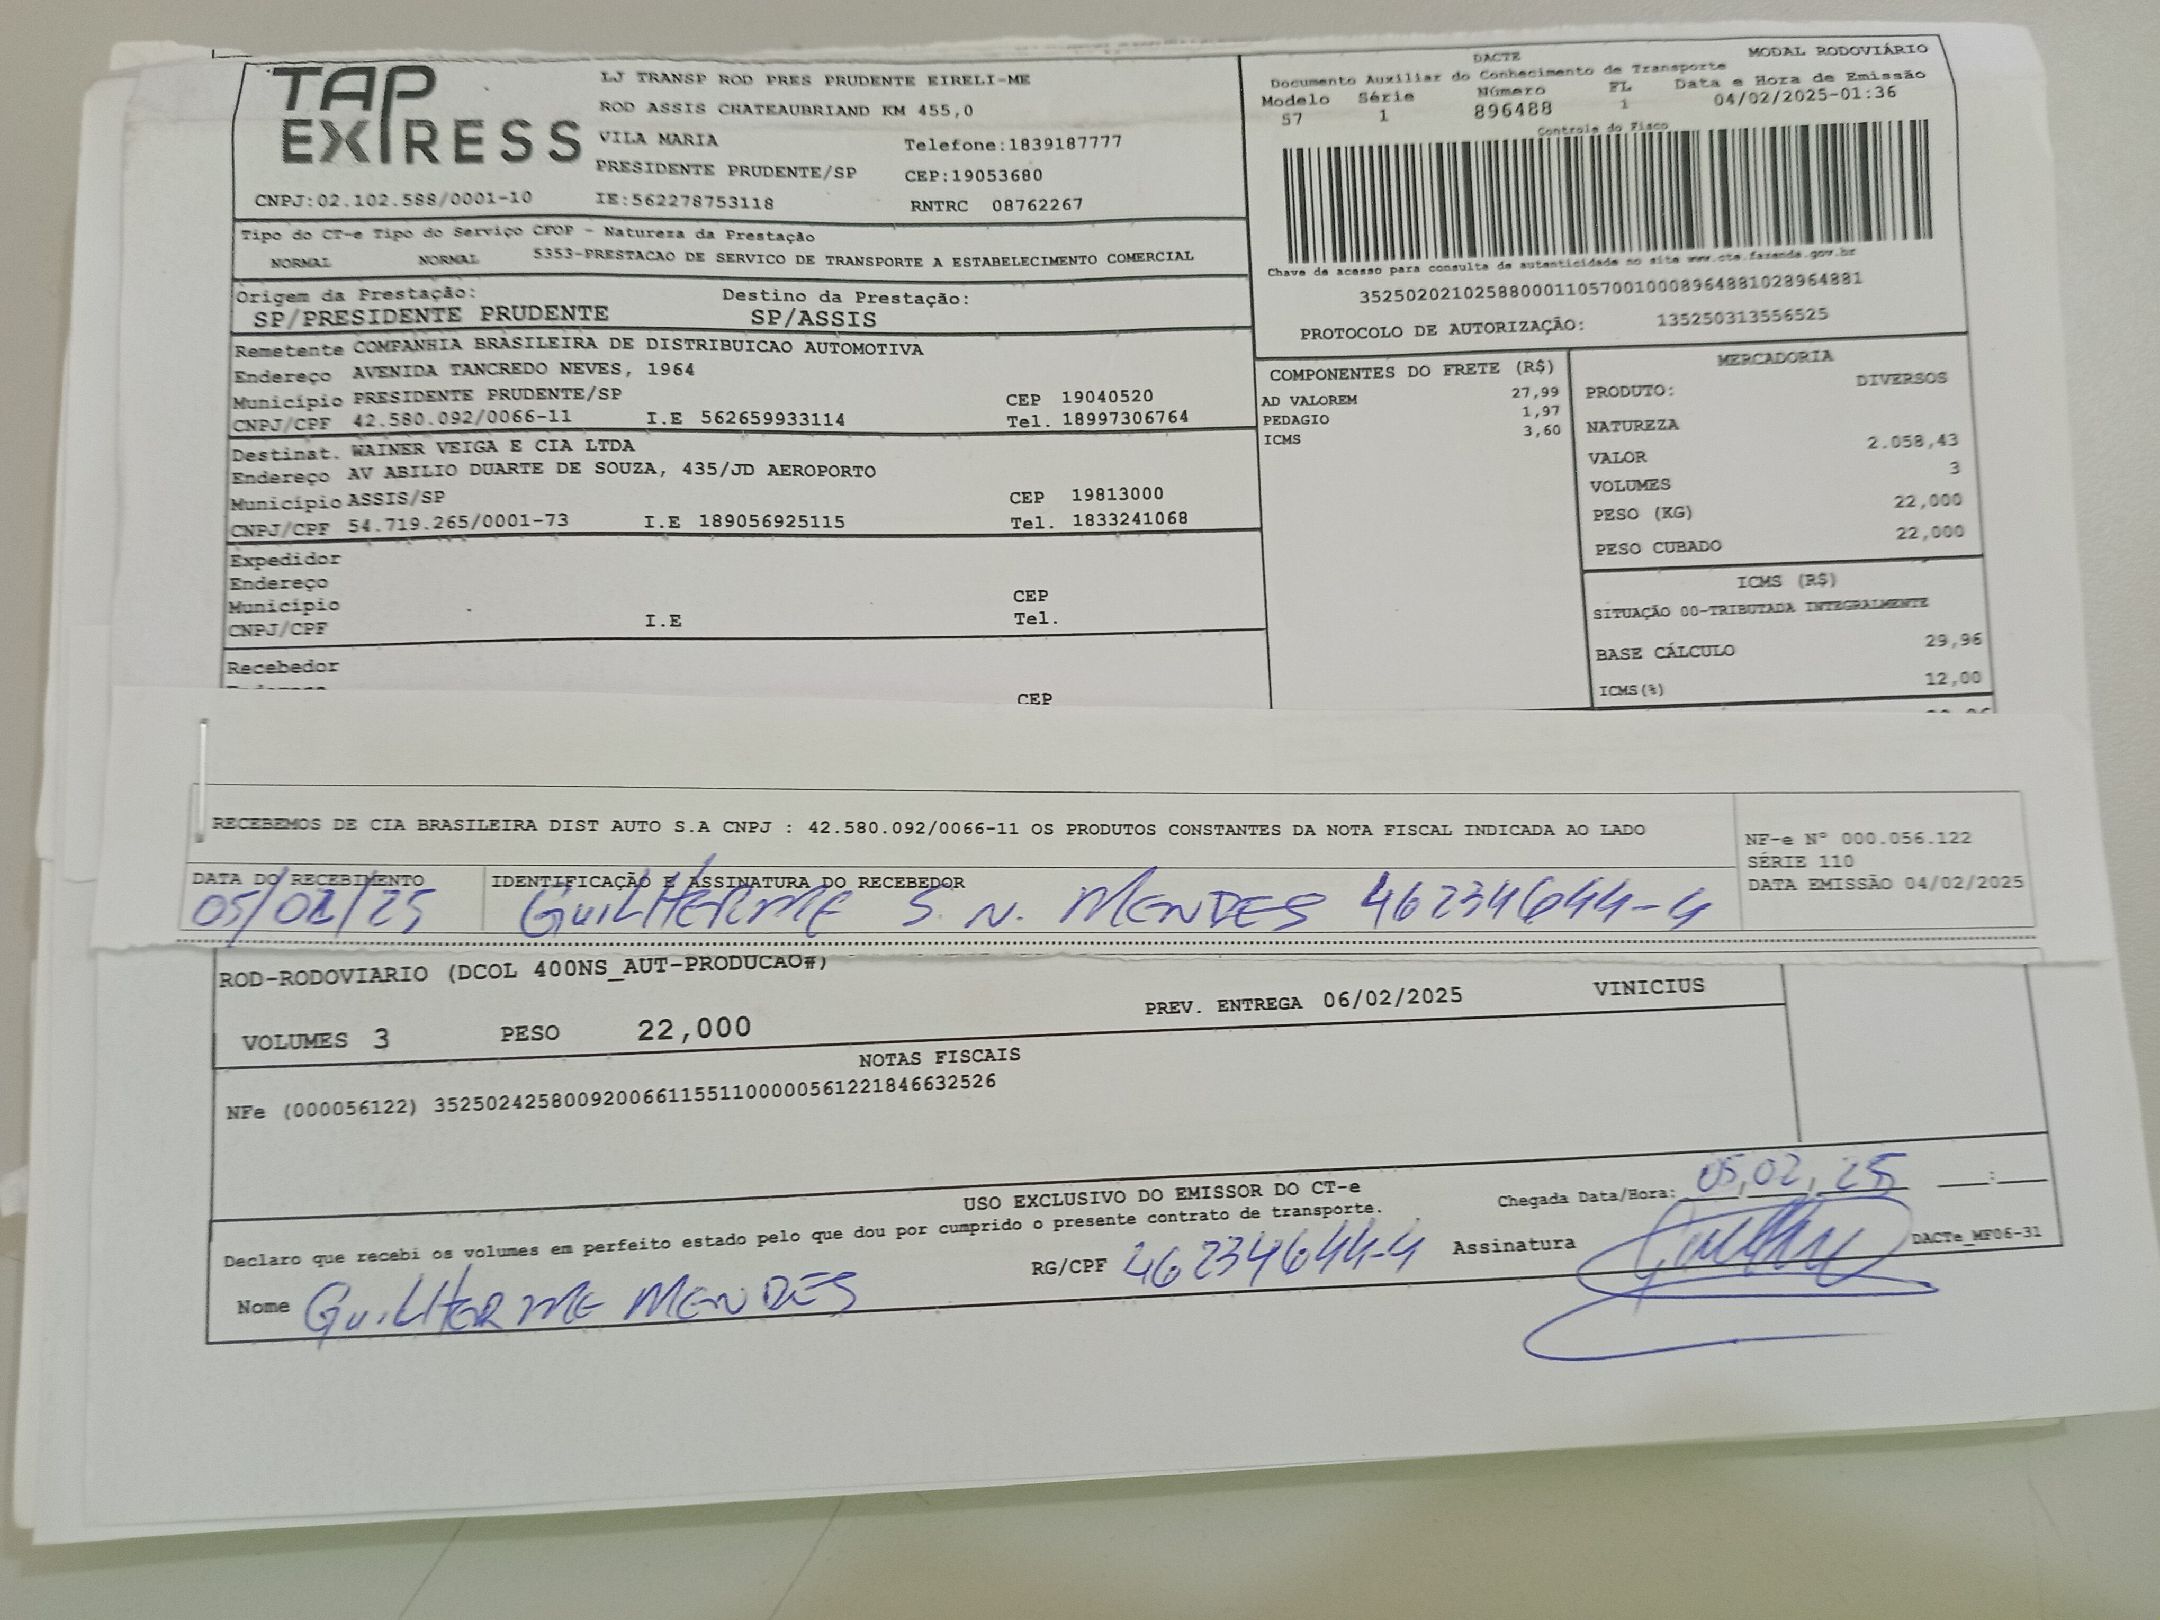 TAP
EXPRESS
CNPJ:02.102.588/0001-10
LJ TRANSP ROD PRES PRUDENTE EIRELI-ME
ROD ASSIS CHATEAUBRIAND KM 455,0
VILA MARIA Telefone:1839187777
PRESIDENTE PRUDENTE/SP CEP:19053680
IE:562278753118 RNTRC 08762267
DACTE MODAL RODOVIÁRIO
Documento Auxiliar do Conhecimento de Transporte
Modelo Série Número FL Data e Hora de Emissão
57 1 896488 1 04/02/2025-01:36
Controle do Fisco
Chave de acesso para consulta de autenticidade no site www.cte.fazenda.gov.br
35250202102588000110570010008964881028964881
PROTOCOLO DE AUTORIZAÇÃO: 135250313556525
Tipo do CT-e Tipo do Serviço CFOP - Natureza da Prestação
NORMAL NORMAL 5353-PRESTACAO DE SERVICO DE TRANSPORTE A ESTABELECIMENTO COMERCIAL
Origem da Prestação: Destino da Prestação:
SP/PRESIDENTE PRUDENTE SP/ASSIS
Remetente COMPANHIA BRASILEIRA DE DISTRIBUICAO AUTOMOTIVA
Endereço AVENIDA TANCREDO NEVES, 1964
Município PRESIDENTE PRUDENTE/SP CEP 19040520
CNPJ/CPF 42.580.092/0066-11 I.E 562659933114 Tel. 18997306764
Destinat. WAINER VEIGA E CIA LTDA
Endereço AV ABILIO DUARTE DE SOUZA, 435/JD AEROPORTO
Município ASSIS/SP CEP 19813000
CNPJ/CPF 54.719.265/0001-73 I.E 189056925115 Tel. 1833241068
Expedidor
Endereço
Município CEP
CNPJ/CPF I.E Tel.
Recebedor
CEP
COMPONENTES DO FRETE (R$)
AD VALOREM 27,99
PEDAGIO 1,97
ICMS 3,60
MERCADORIA
PRODUTO: DIVERSOS
NATUREZA
VALOR 2.058,43
VOLUMES 3
PESO (KG) 22,000
PESO CUBADO 22,000
ICMS (R$)
SITUAÇÃO 00-TRIBUTADA INTEGRALMENTE
BASE CÁLCULO 29,96
ICMS(%) 12,00
RECEBEMOS DE CIA BRASILEIRA DIST AUTO S.A CNPJ : 42.580.092/0066-11 OS PRODUTOS CONSTANTES DA NOTA FISCAL INDICADA AO LADO
NF-e Nº 000.056.122
SÉRIE 110
DATA EMISSÃO 04/02/2025
DATA DO RECEBIMENTO IDENTIFICAÇÃO E ASSINATURA DO RECEBEDOR
05/02/25 GUILHERME S. N. MENDES 46234644-4
ROD-RODOVIARIO (DCOL 400NS_AUT-PRODUCAO#)
VOLUMES 3 PESO 22,000 PREV. ENTREGA 06/02/2025 VINICIUS
NOTAS FISCAIS
NFe (000056122) 35250242580092006611551100000561221846632526
USO EXCLUSIVO DO EMISSOR DO CT-e
Declaro que recebi os volumes em perfeito estado pelo que dou por cumprido o presente contrato de transporte.
Chegada Data/Hora: 05,02,25 :
Nome GUILHERME MENDES RG/CPF 46234644-4 Assinatura
DACTe_MF06-31